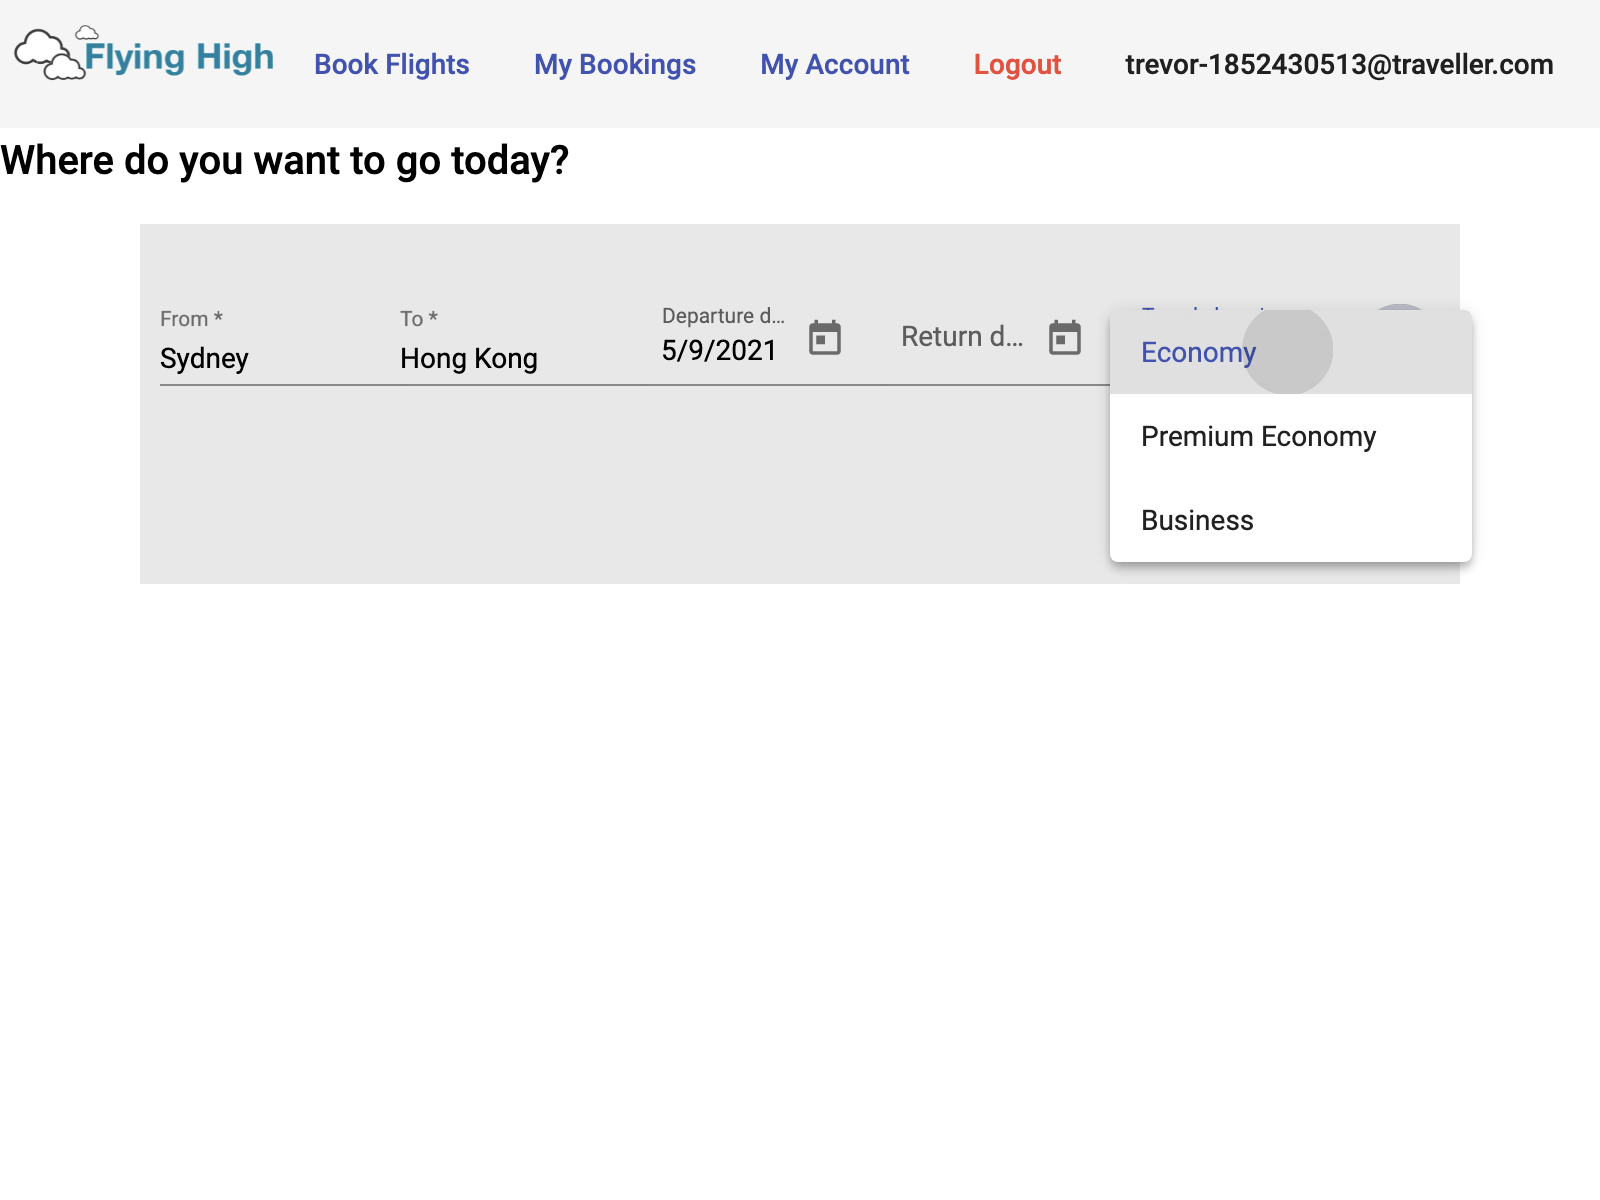 Flying High
Book Flights
My Bookings
My Account
Logout
trevor-1852430513@traveller.com
Where do you want to go today?
From *
Sydney
To *
Hong Kong
Departure d...
5/9/2021
Return d...
Economy
Premium Economy
Business